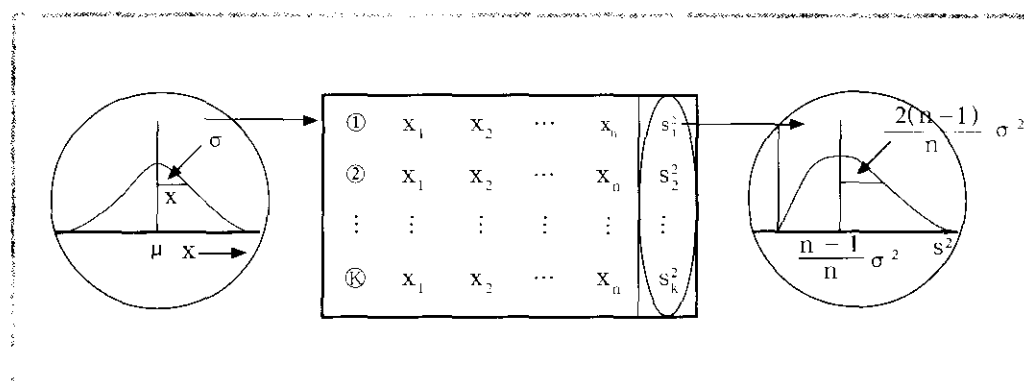 σ
x
μ x
① x₁ x₂ ⋯ xₙ s₁²
② x₁ x₂ ⋯ xₙ s₂²
⋮ ⋮ ⋮ ⋮ ⋮ ⋮
Ⓚ x₁ x₂ ⋯ xₙ sₖ²
2(n-1)/n σ²
n-1/n σ² s²